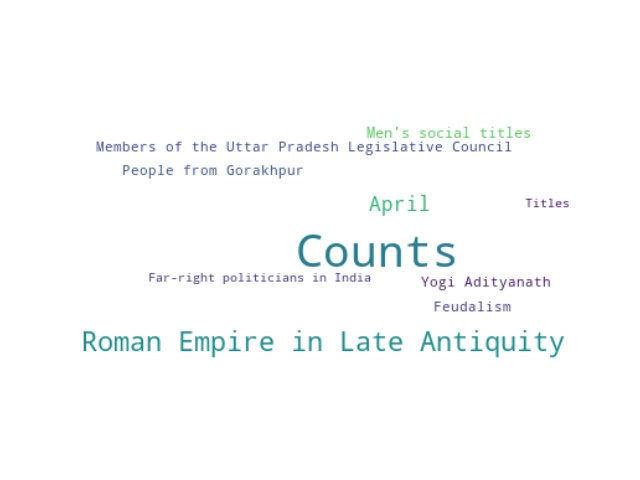 Men's social titles
Members of the Uttar Pradesh Legislative Council
People from Gorakhpur
April
Titles
Counts
Far-right politicians in India
Yogi Adityanath
Feudalism
Roman Empire in Late Antiquity